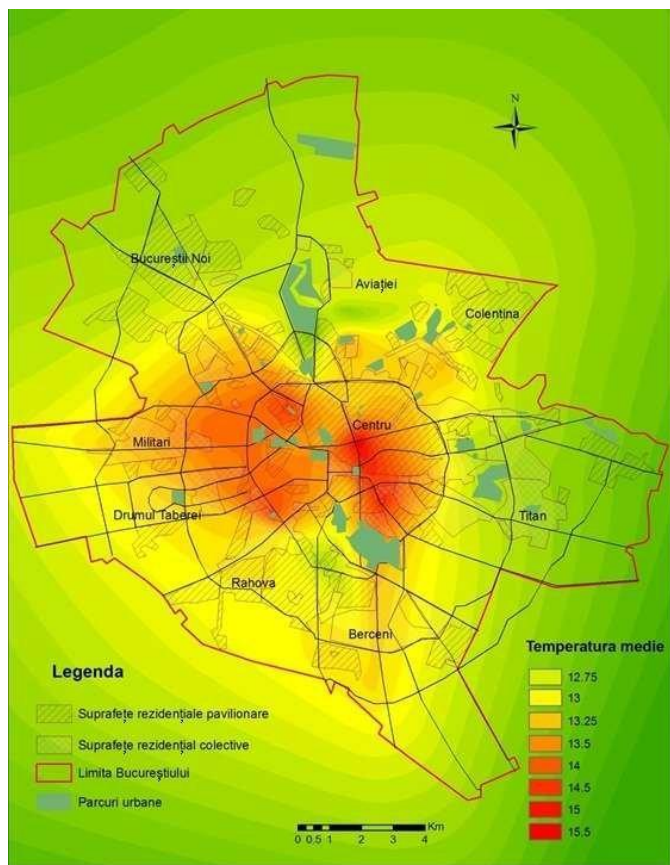 N
Bucureștii Noi
Aviației
Colentina
Centru
Militari
Drumul Taberei
Titan
Rahova
Berceni
Legenda
Suprafețe rezidențiale pavilionare
Suprafețe rezidențial colective
Limita Bucureștiului
Parcuri urbane
Temperatura medie
12.75
13
13.25
13.5
14
14.5
15
15.5
Km
0 0.5 1 2 3 4